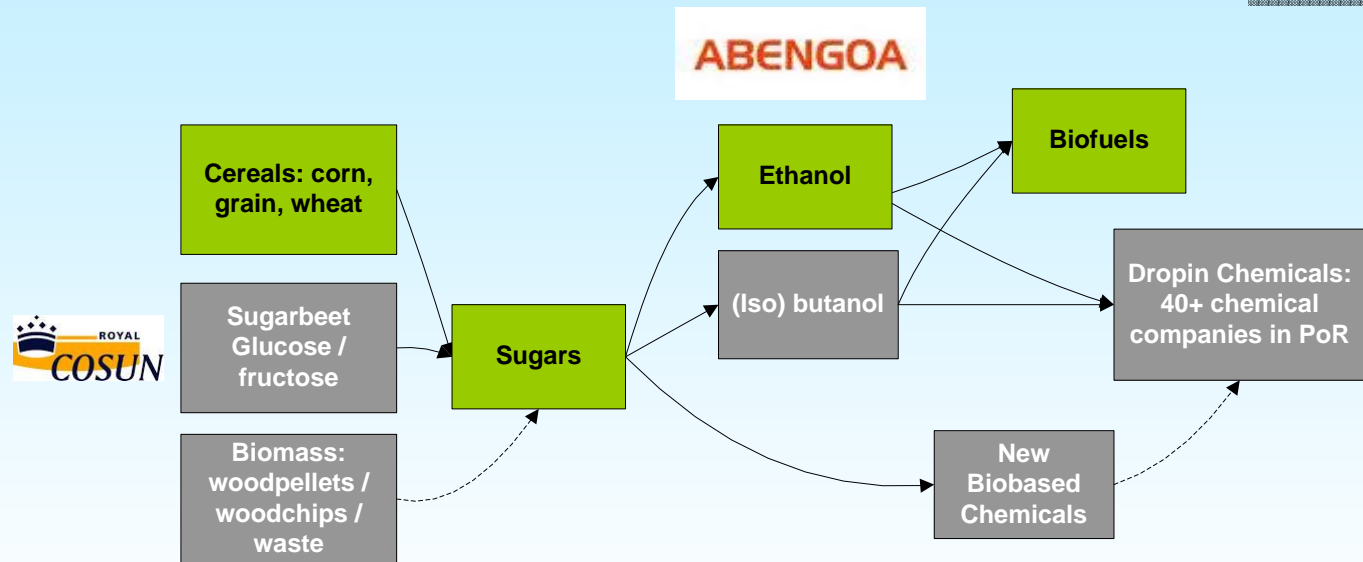 ABENGOA
Cereals: corn,
grain, wheat
Ethanol
Biofuels
Sugarbeet
Glucose /
fructose
(Iso) butanol
Dropin Chemicals:
40+ chemical
companies in PoR
ROYAL
COSUN
Sugars
Biomass:
woodpellets /
woodchips /
waste
New
Biobased
Chemicals